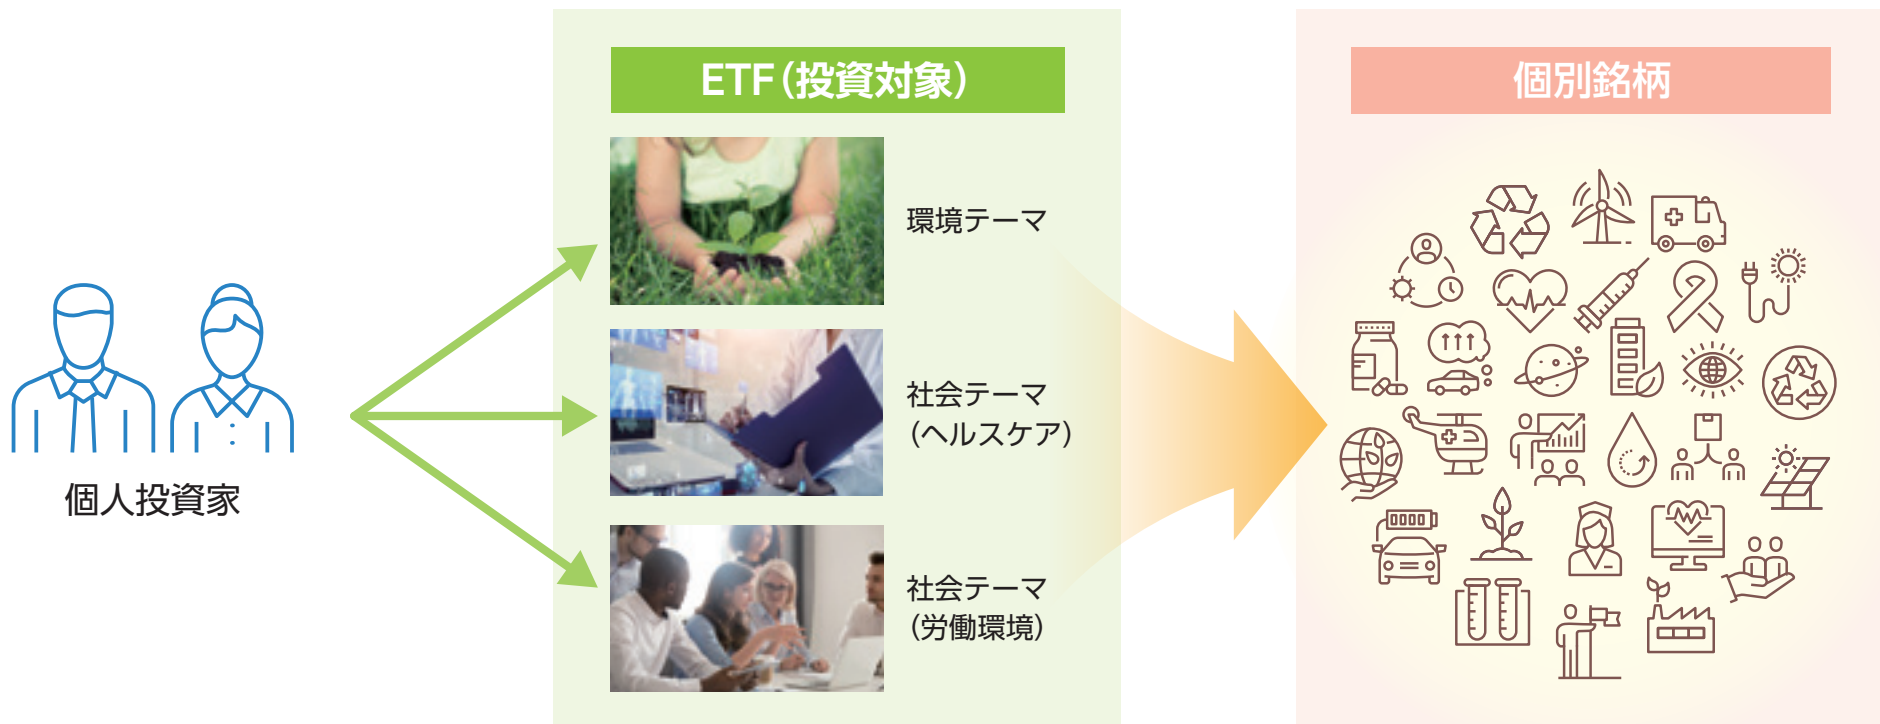 個人投資家
ETF(投資対象)
環境テーマ
社会テーマ
(ヘルスケア)
社会テーマ
(労働環境)
個別銘柄